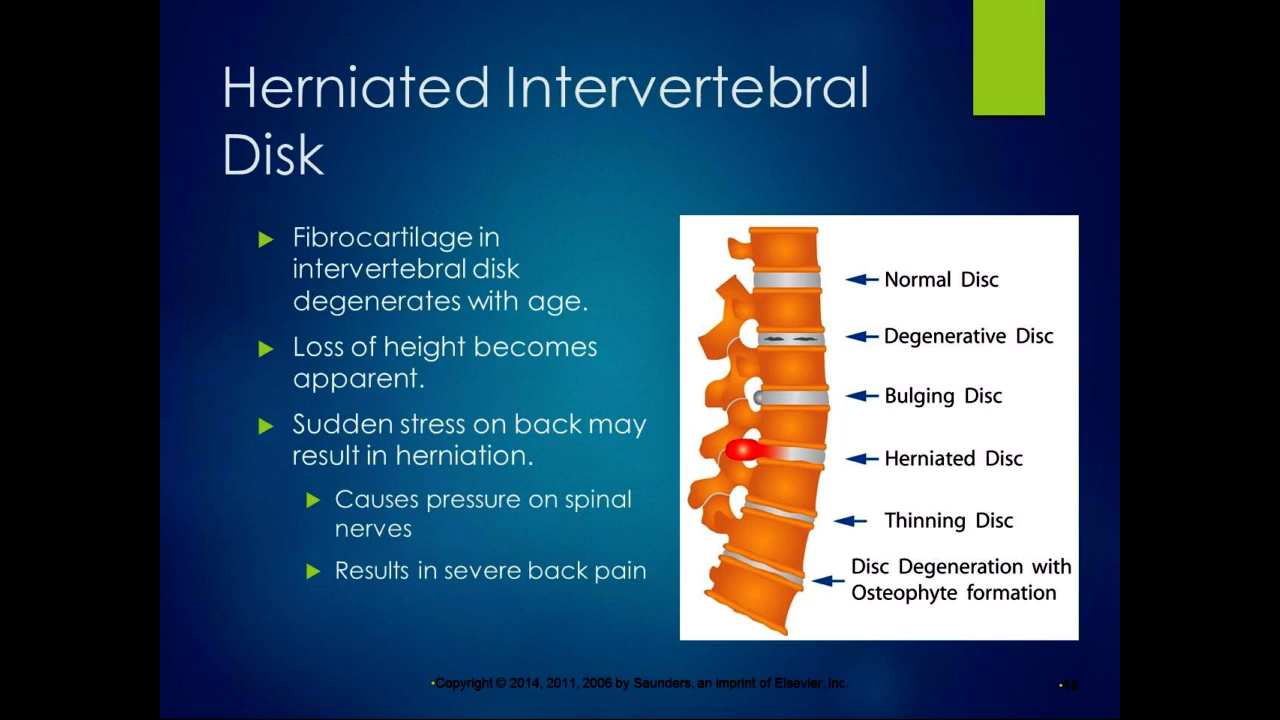 Herniated Intervertebral
Disk
Fibrocartilage in
intervertebral disk
degenerates with age.
Loss of height becomes
apparent.
Sudden stress on back may
result in herniation.
Causes pressure on spinal
nerves
Results in severe back pain
Normal Disc
Degenerative Disc
Bulging Disc
Herniated Disc
Thinning Disc
Disc Degeneration with
Osteophyte formation
•Copyright © 2014, 2011, 2006 by Saunders, an imprint of Elsevier, Inc.